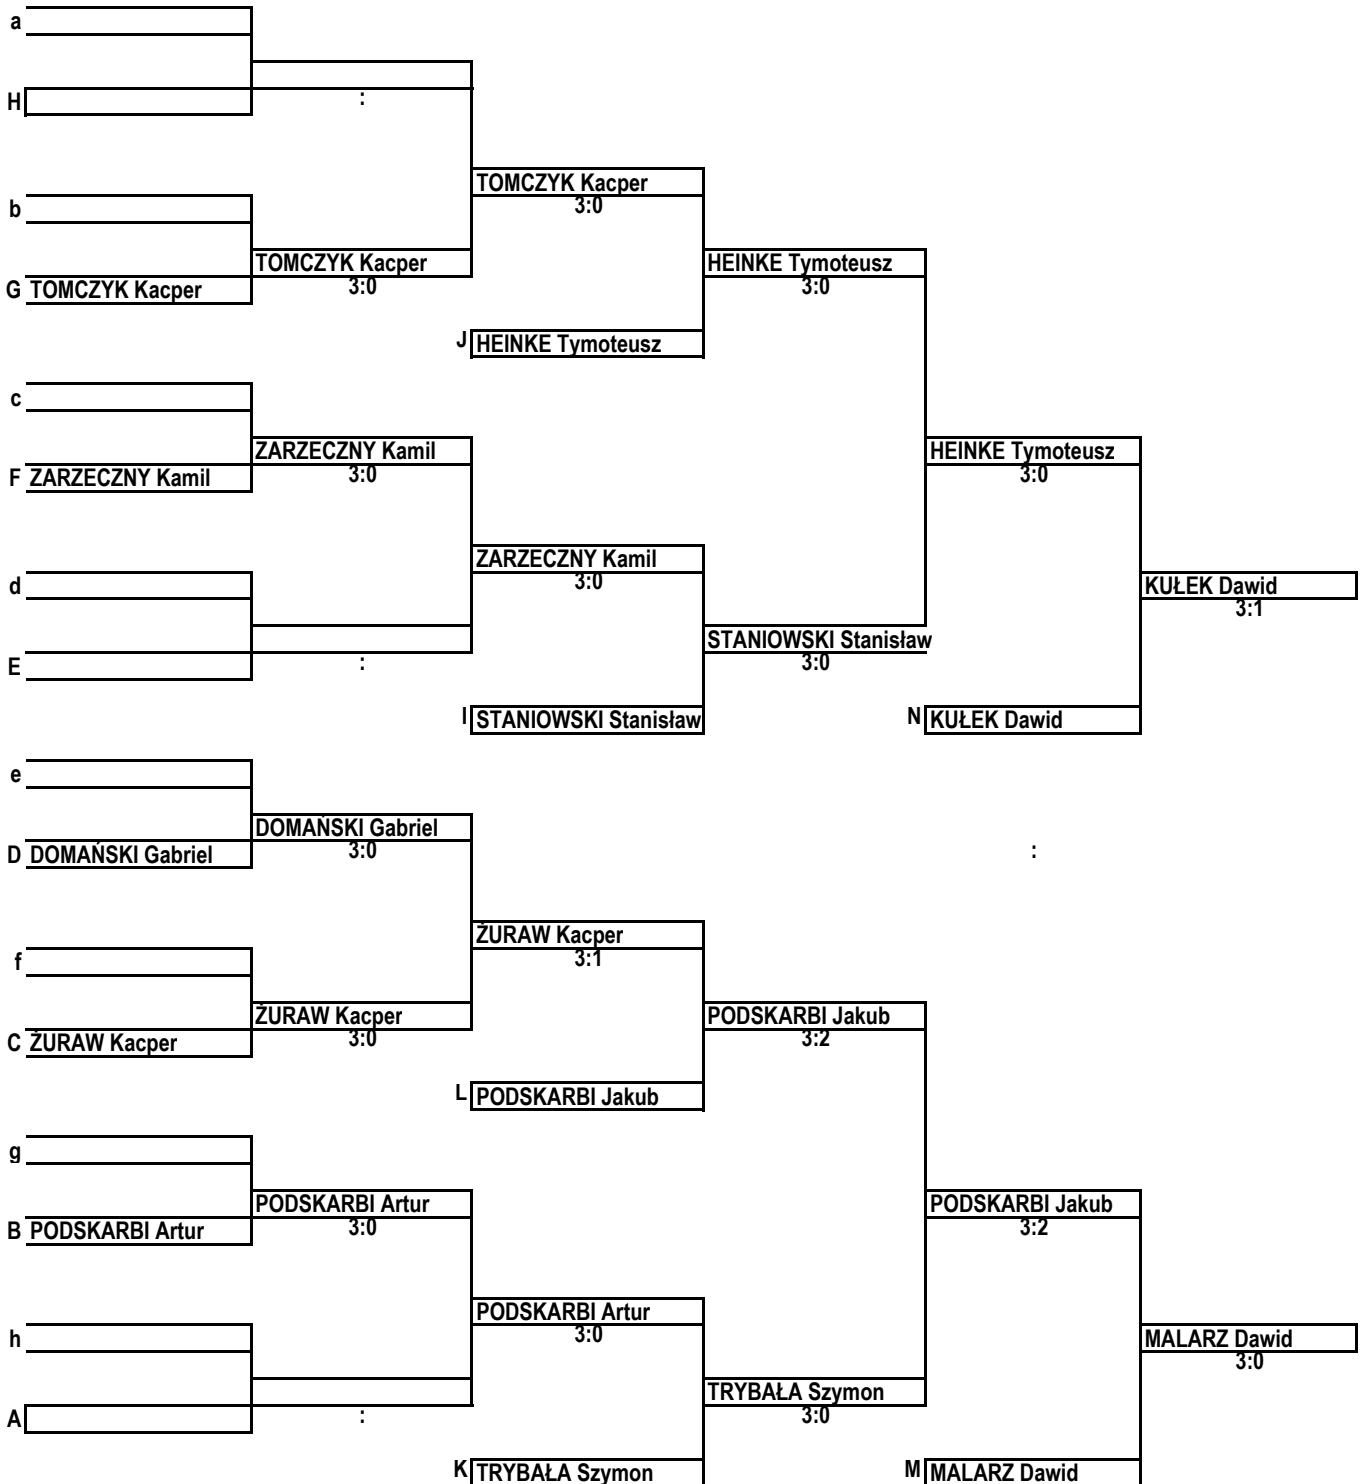 a
H
:
TOMCZYK Kacper
3:0
b
TOMCZYK Kacper
3:0
G TOMCZYK Kacper
HEINKE Tymoteusz
3:0
J HEINKE Tymoteusz
c
ZARZECZNY Kamil
3:0
F ZARZECZNY Kamil
HEINKE Tymoteusz
3:0
ZARZECZNY Kamil
3:0
d
KUŁEK Dawid
3:1
STANIOWSKI Stanisław
3:0
E
:
I STANIOWSKI Stanisław
N KUŁEK Dawid
e
DOMAŃSKI Gabriel
3:0
D DOMAŃSKI Gabriel
:
ŻURAW Kacper
3:1
f
ŻURAW Kacper
3:0
C ŻURAW Kacper
PODSKARBI Jakub
3:2
L PODSKARBI Jakub
g
PODSKARBI Artur
3:0
B PODSKARBI Artur
PODSKARBI Jakub
3:2
PODSKARBI Artur
3:0
h
MALARZ Dawid
3:0
TRYBAŁA Szymon
3:0
A
:
K TRYBAŁA Szymon
M MALARZ Dawid